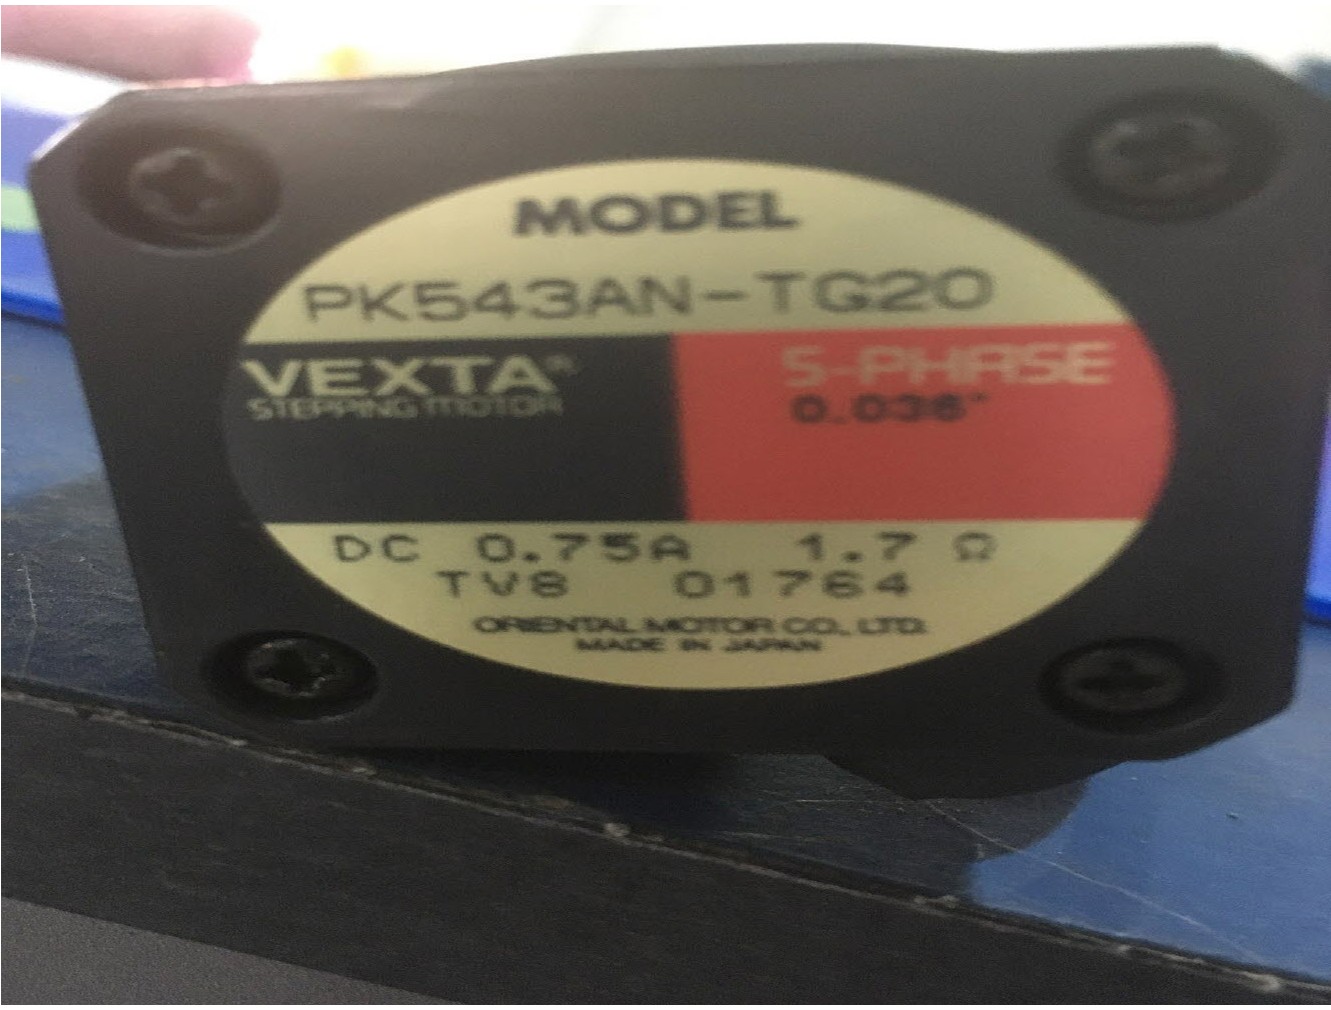 MODEL
PK543AN-TG20
VEXTA®
STEPPING MOTOR
5-PHASE
0.036°
DC 0.75A 1.7 Ω
TV8 01764
ORIENTAL MOTOR CO., LTD.
MADE IN JAPAN